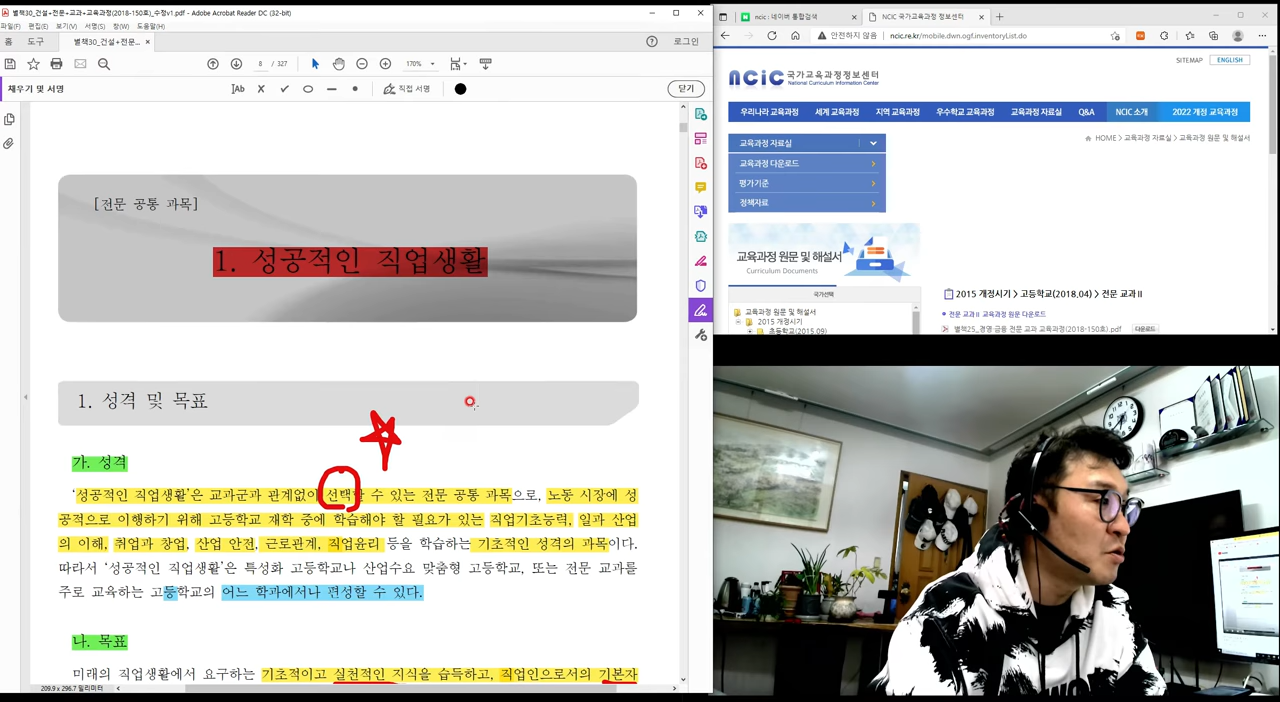 별책30_건설+전문+교과+교육과정(2018-150호)_수정v1.pdf - Adobe Acrobat Reader DC (32-bit)
파일(F) 편집(E) 보기(V) 서명(S) 창(W) 도움말(H)
홈 도구 별책30_건설+전문... × 로그인
8 / 327 170%
채우기 및 서명 Ab 직접 서명 닫기
[전문 공통 과목]
1. 성공적인 직업생활
1. 성격 및 목표
가. 성격
‘성공적인 직업생활’은 교과군과 관계없이 선택할 수 있는 전문 공통 과목으로, 노동 시장에 성
공적으로 이행하기 위해 고등학교 재학 중에 학습해야 할 필요가 있는 직업기초능력, 일과 산업
의 이해, 취업과 창업, 산업 안전, 근로관계, 직업윤리 등을 학습하는 기초적인 성격의 과목이다.
따라서 ‘성공적인 직업생활’은 특성화 고등학교나 산업수요 맞춤형 고등학교, 또는 전문 교과를
주로 교육하는 고등학교의 어느 학과에서나 편성할 수 있다.
나. 목표
미래의 직업생활에서 요구하는 기초적이고 실천적인 지식을 습득하고, 직업인으로서의 기본자
209.9 x 296.7 밀리미터
ncic : 네이버 통합검색 NCIC 국가교육과정 정보센터
안전하지 않음 ncic.re.kr/mobile.dwn.ogf.inventoryList.do
SITEMAP ENGLISH
ncic 국가교육과정정보센터
National Curriculum Information Center
우리나라 교육과정 세계 교육과정 지역 교육과정 우수학교 교육과정 교육과정 자료실 Q&A NCIC 소개 2022 개정 교육과정
HOME > 교육과정 자료실 > 교육과정 원문 및 해설서
교육과정 자료실
교육과정 다운로드
평가기준
정책자료
교육과정 원문 및 해설서
Curriculum Documents
국가선택
교육과정 원문 및 해설서
2015 개정시기
초등학교(2015.09)
2015 개정시기 > 고등학교(2018.04) > 전문 교과Ⅱ
전문 교과Ⅱ 교육과정 원문 다운로드
별책25_경영·금융 전문 교과 교육과정(2018-150호).pdf 다운로드